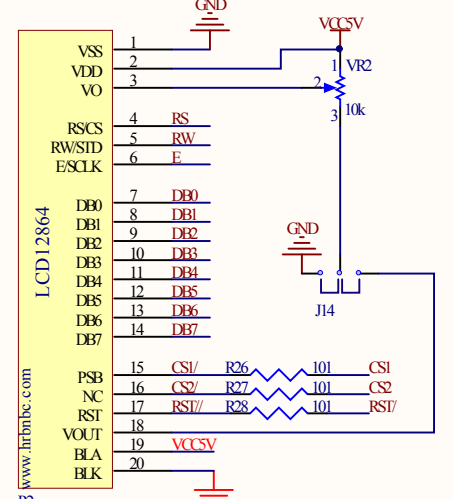 GND
VCC5V
VSS 1
VDD 2
VO 3
1 VR2
2
10k
3
RS/CS 4 RS
RW/STD 5 RW
E/SCLK 6 E
DB0 7 DB0
DB1 8 DB1
DB2 9 DB2
DB3 10 DB3
DB4 11 DB4
DB5 12 DB5
DB6 13 DB6
DB7 14 DB7
LCD12864
GND
J14
PSB 15 CS1/ R26 101 CS1
NC 16 CS2/ R27 101 CS2
RST 17 RST// R28 101 RST/
VOUT 18
BLA 19 VCC5V
BLK 20
www.hrbnbc.com